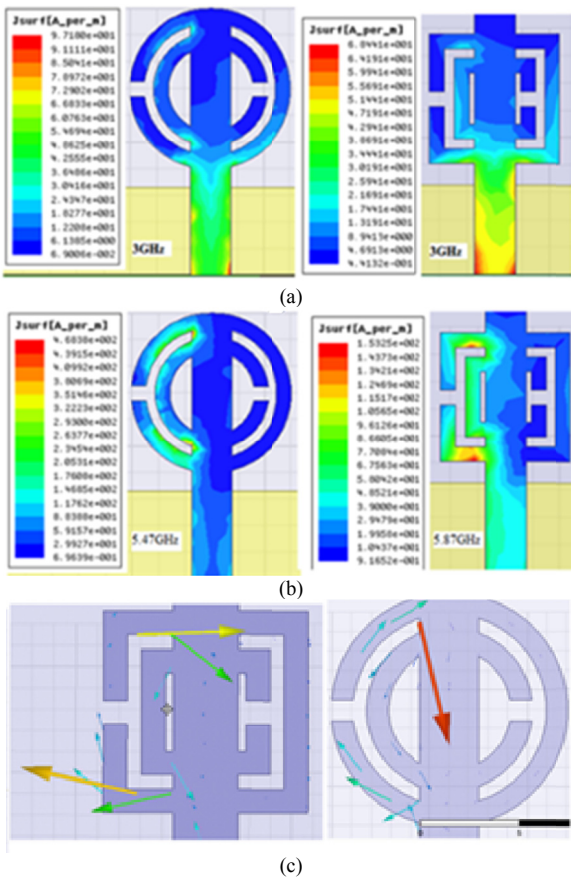 Jsurf[A_per_m]
9.7180e+001
9.1111e+001
8.5041e+001
7.8972e+001
7.2902e+001
6.6833e+001
6.0763e+001
5.4694e+001
4.8625e+001
4.2555e+001
3.6486e+001
3.0416e+001
2.4347e+001
1.8277e+001
1.2208e+001
6.1385e+000
6.9006e-002
3GHz
Jsurf[A_per_m]
6.8441e+001
6.4191e+001
5.9941e+001
5.5691e+001
5.1441e+001
4.7191e+001
4.2941e+001
3.8691e+001
3.4441e+001
3.0191e+001
2.5941e+001
2.1691e+001
1.7441e+001
1.3191e+001
8.9413e+000
4.6913e+000
4.4132e-001
3GHz
(a)
Jsurf[A_per_m]
4.6838e+002
4.3915e+002
4.0992e+002
3.8069e+002
3.5146e+002
3.2223e+002
2.9300e+002
2.6377e+002
2.3454e+002
2.0531e+002
1.7608e+002
1.4685e+002
1.1762e+002
8.8388e+001
5.9157e+001
2.9927e+001
6.9639e-001
5.47GHz
Jsurf[A_per_m]
1.5325e+002
1.4373e+002
1.3421e+002
1.2469e+002
1.1517e+002
1.0565e+002
9.6126e+001
8.6605e+001
7.7084e+001
6.7563e+001
5.8042e+001
4.8521e+001
3.9000e+001
2.9479e+001
1.9958e+001
1.0437e+001
9.1652e-001
5.87GHz
(b)
0 5
(c)